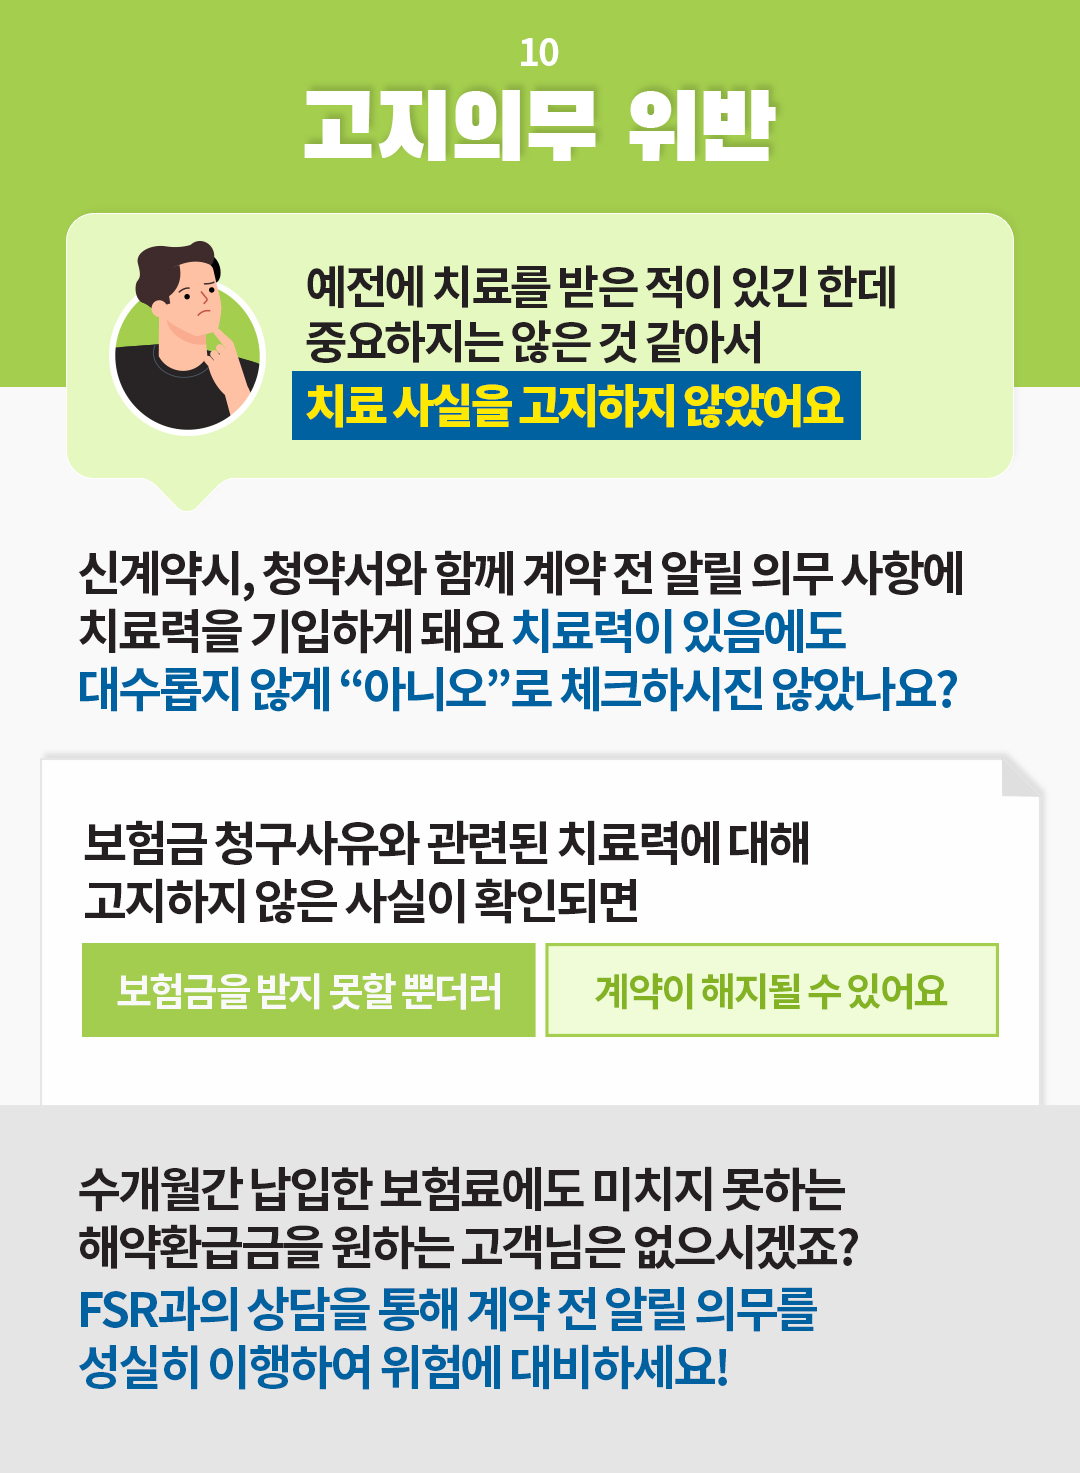 10
고지의무 위반
예전에 치료를 받은 적이 있긴 한데
중요하지는 않은 것 같아서
치료 사실을 고지하지 않았어요
신계약시, 청약서와 함께 계약 전 알릴 의무 사항에
치료력을 기입하게 돼요 치료력이 있음에도
대수롭지 않게 “아니오”로 체크하시진 않았나요?
보험금 청구사유와 관련된 치료력에 대해
고지하지 않은 사실이 확인되면
보험금을 받지 못할 뿐더러
계약이 해지될 수 있어요
수개월간 납입한 보험료에도 미치지 못하는
해약환급금을 원하는 고객님은 없으시겠죠?
FSR과의 상담을 통해 계약 전 알릴 의무를
성실히 이행하여 위험에 대비하세요!